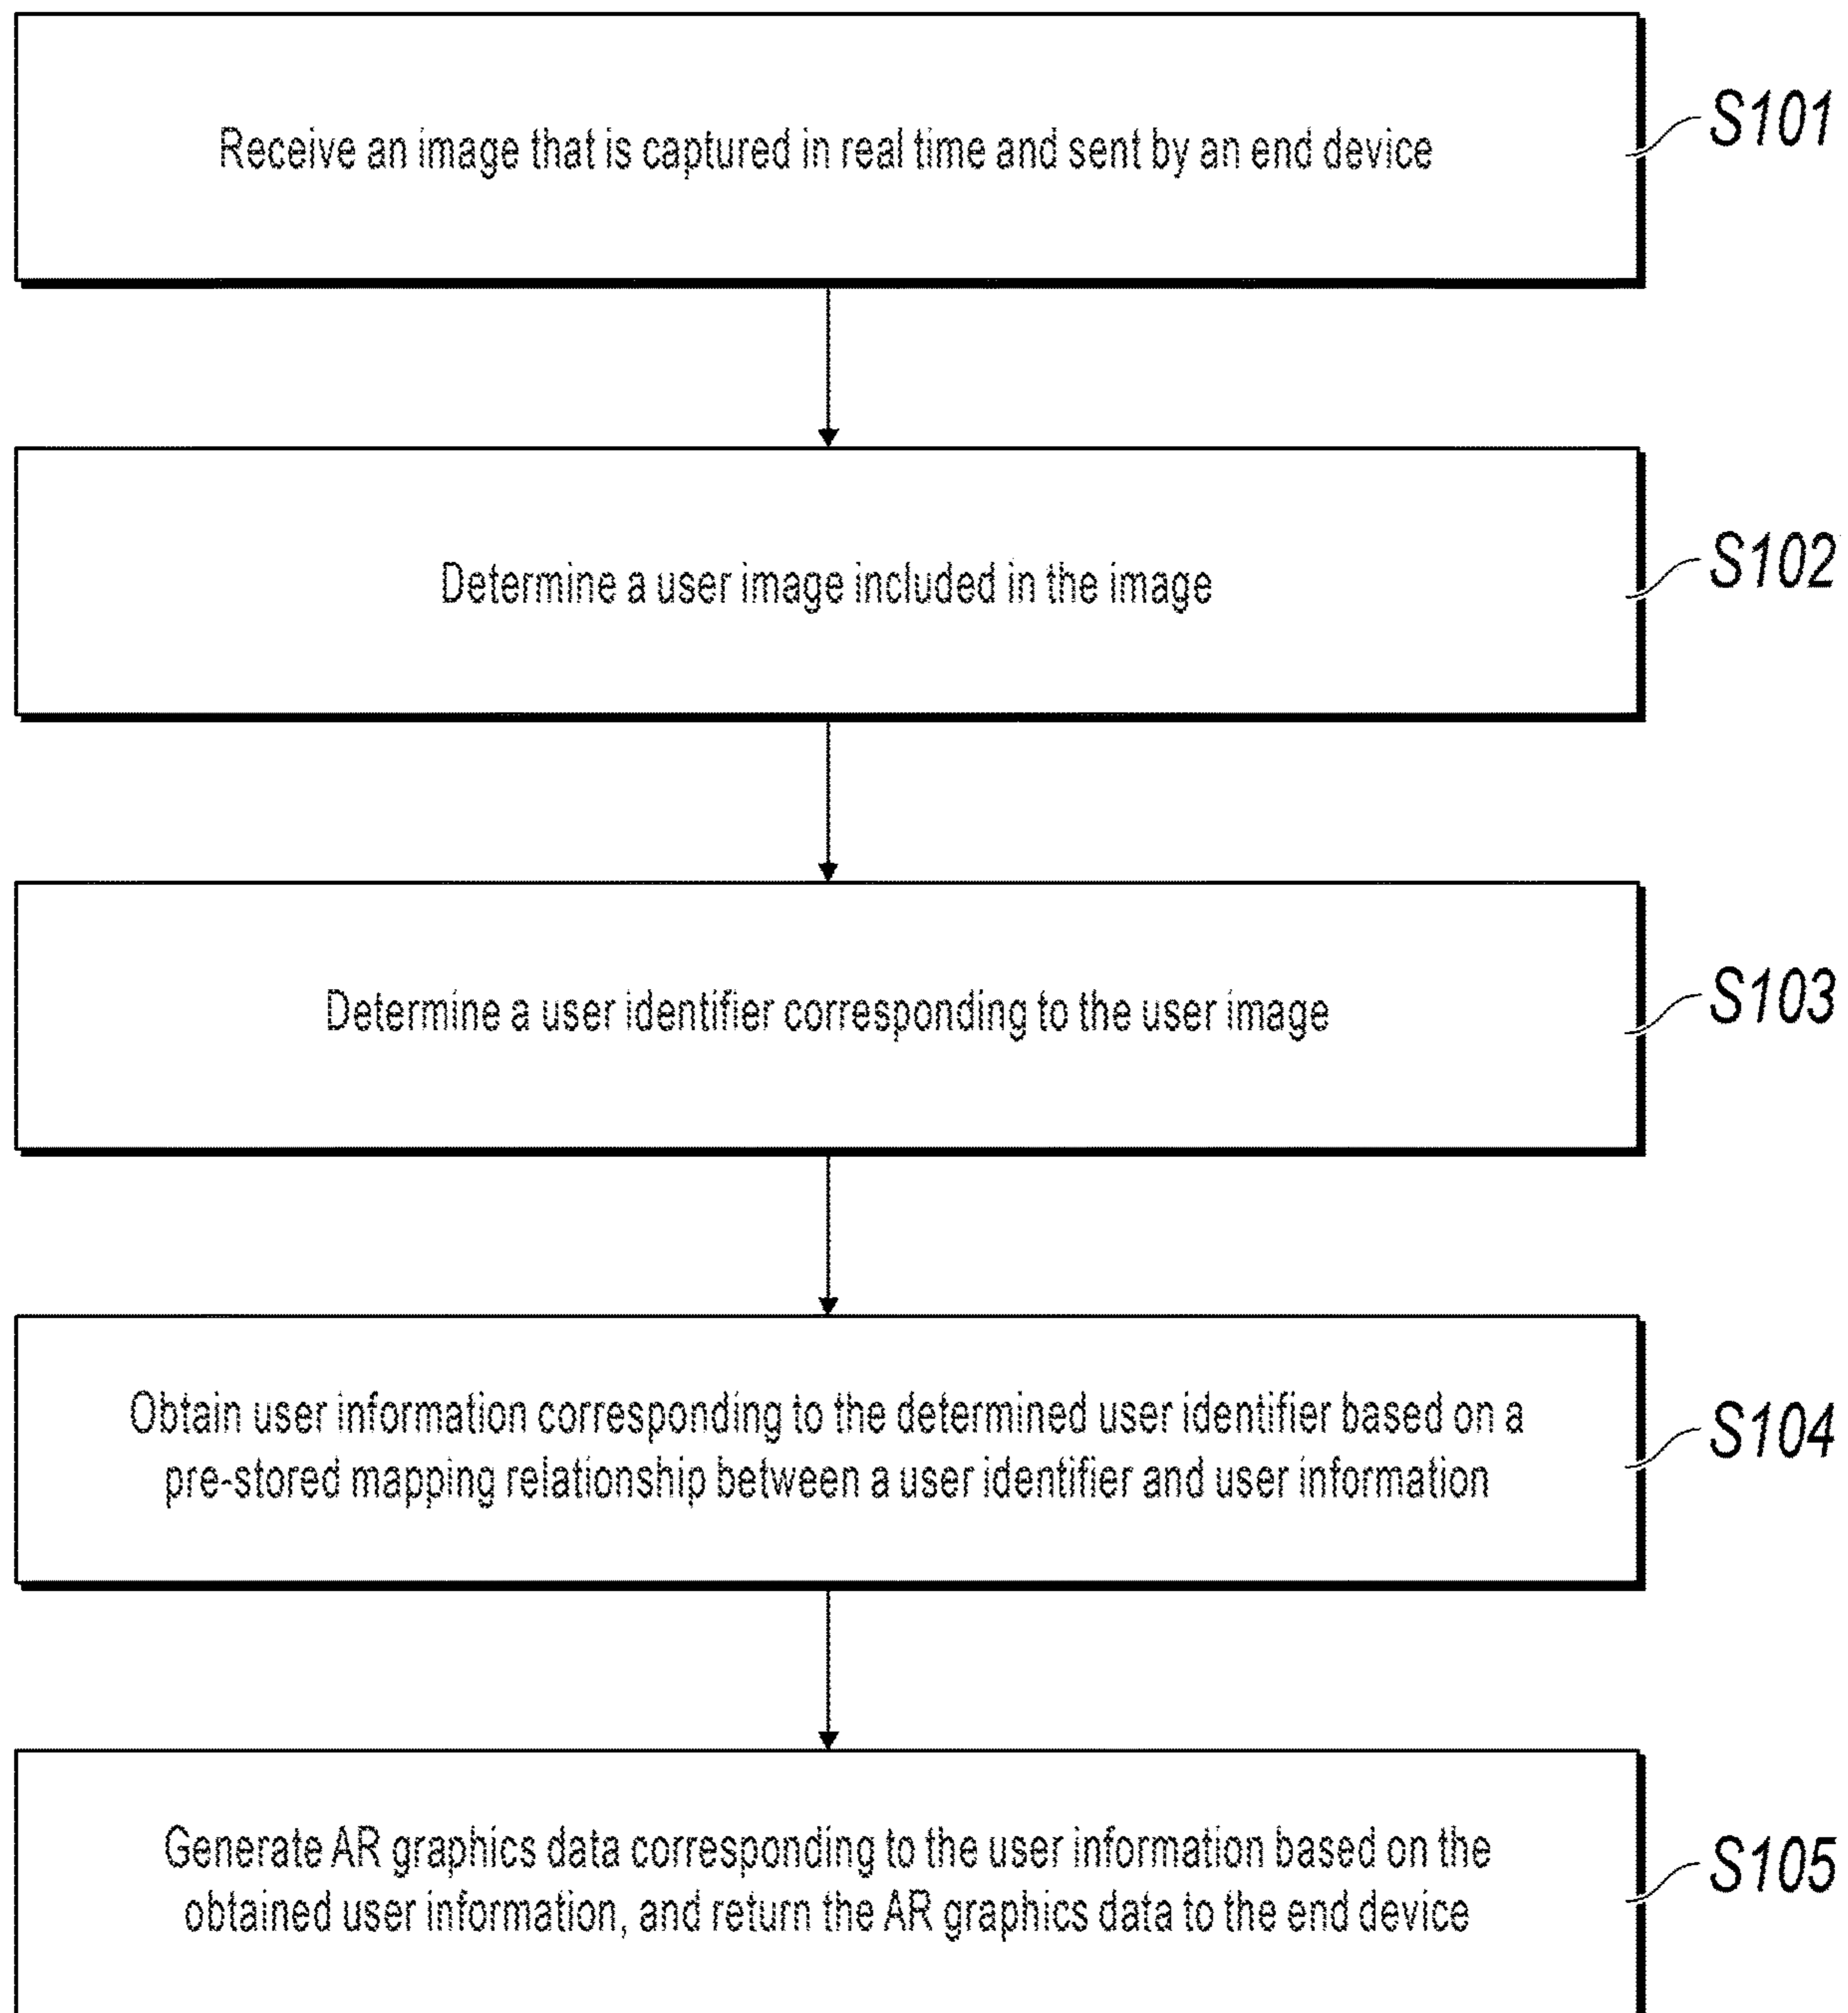 Receive an image that is captured in real time and sent by an end device
S101
Determine a user image included in the image
S102
Determine a user identifier corresponding to the user image
S103
Obtain user information corresponding to the determined user identifier based on a
pre-stored mapping relationship between a user identifier and user information
S104
Generate AR graphics data corresponding to the user information based on the
obtained user information, and return the AR graphics data to the end device
S105